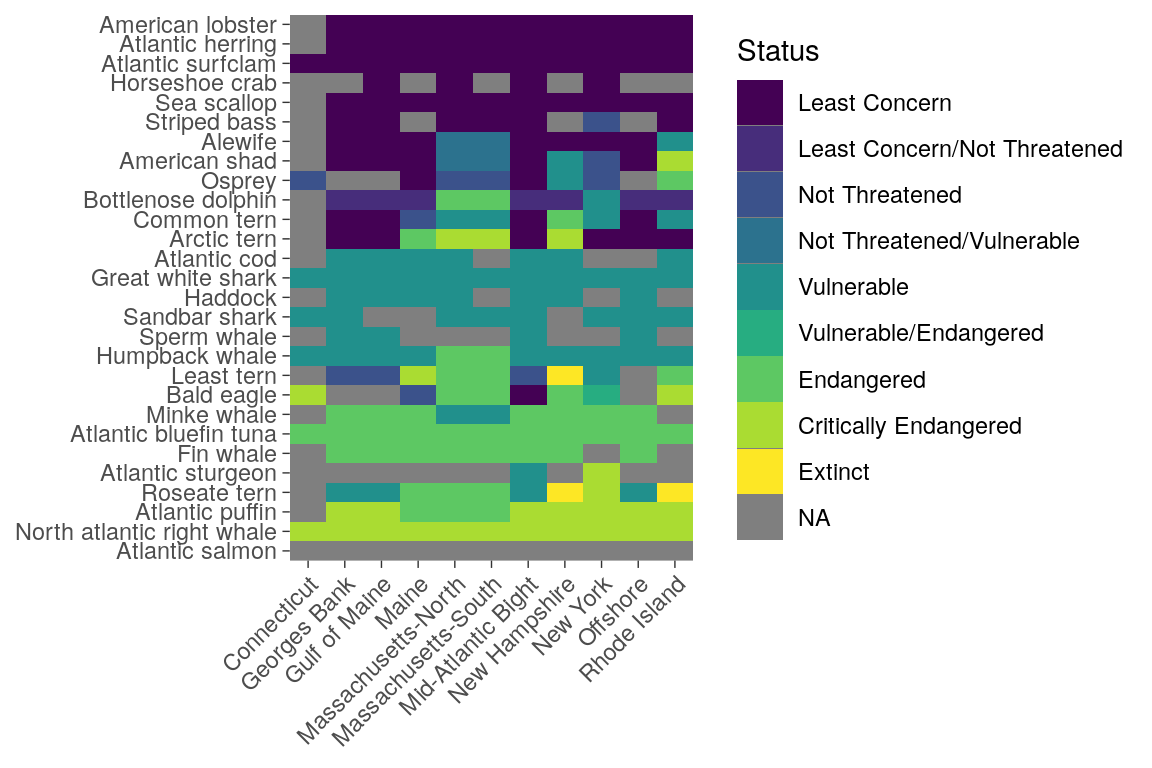 American lobster
Atlantic herring
Atlantic surfclam
Horseshoe crab
Sea scallop
Striped bass
Alewife
American shad
Osprey
Bottlenose dolphin
Common tern
Arctic tern
Atlantic cod
Great white shark
Haddock
Sandbar shark
Sperm whale
Humpback whale
Least tern
Bald eagle
Minke whale
Atlantic bluefin tuna
Fin whale
Atlantic sturgeon
Roseate tern
Atlantic puffin
North atlantic right whale
Atlantic salmon
Connecticut
Georges Bank
Gulf of Maine
Maine
Massachusetts-North
Massachusetts-South
Mid-Atlantic Bight
New Hampshire
New York
Offshore
Rhode Island
Status
Least Concern
Least Concern/Not Threatened
Not Threatened
Not Threatened/Vulnerable
Vulnerable
Vulnerable/Endangered
Endangered
Critically Endangered
Extinct
NA